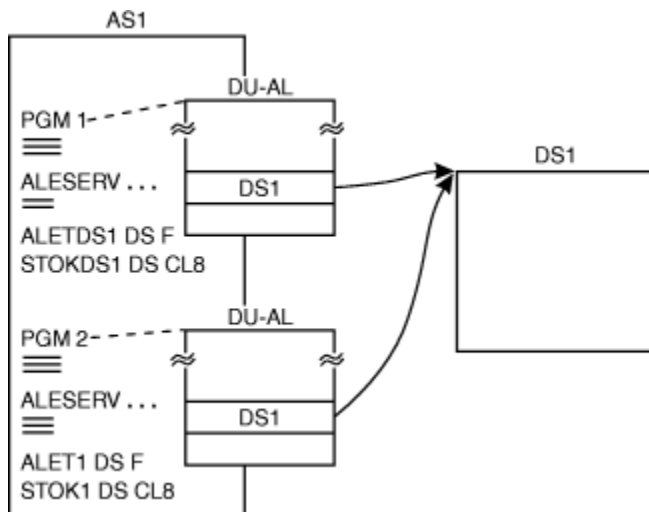 AS1
DU-AL
PGM 1
DS1
ALESERV . . .
DS1
ALETDS1 DS F
STOKDS1 DS CL8
DU-AL
PGM 2
ALESERV . . .
DS1
ALET1 DS F
STOK1 DS CL8